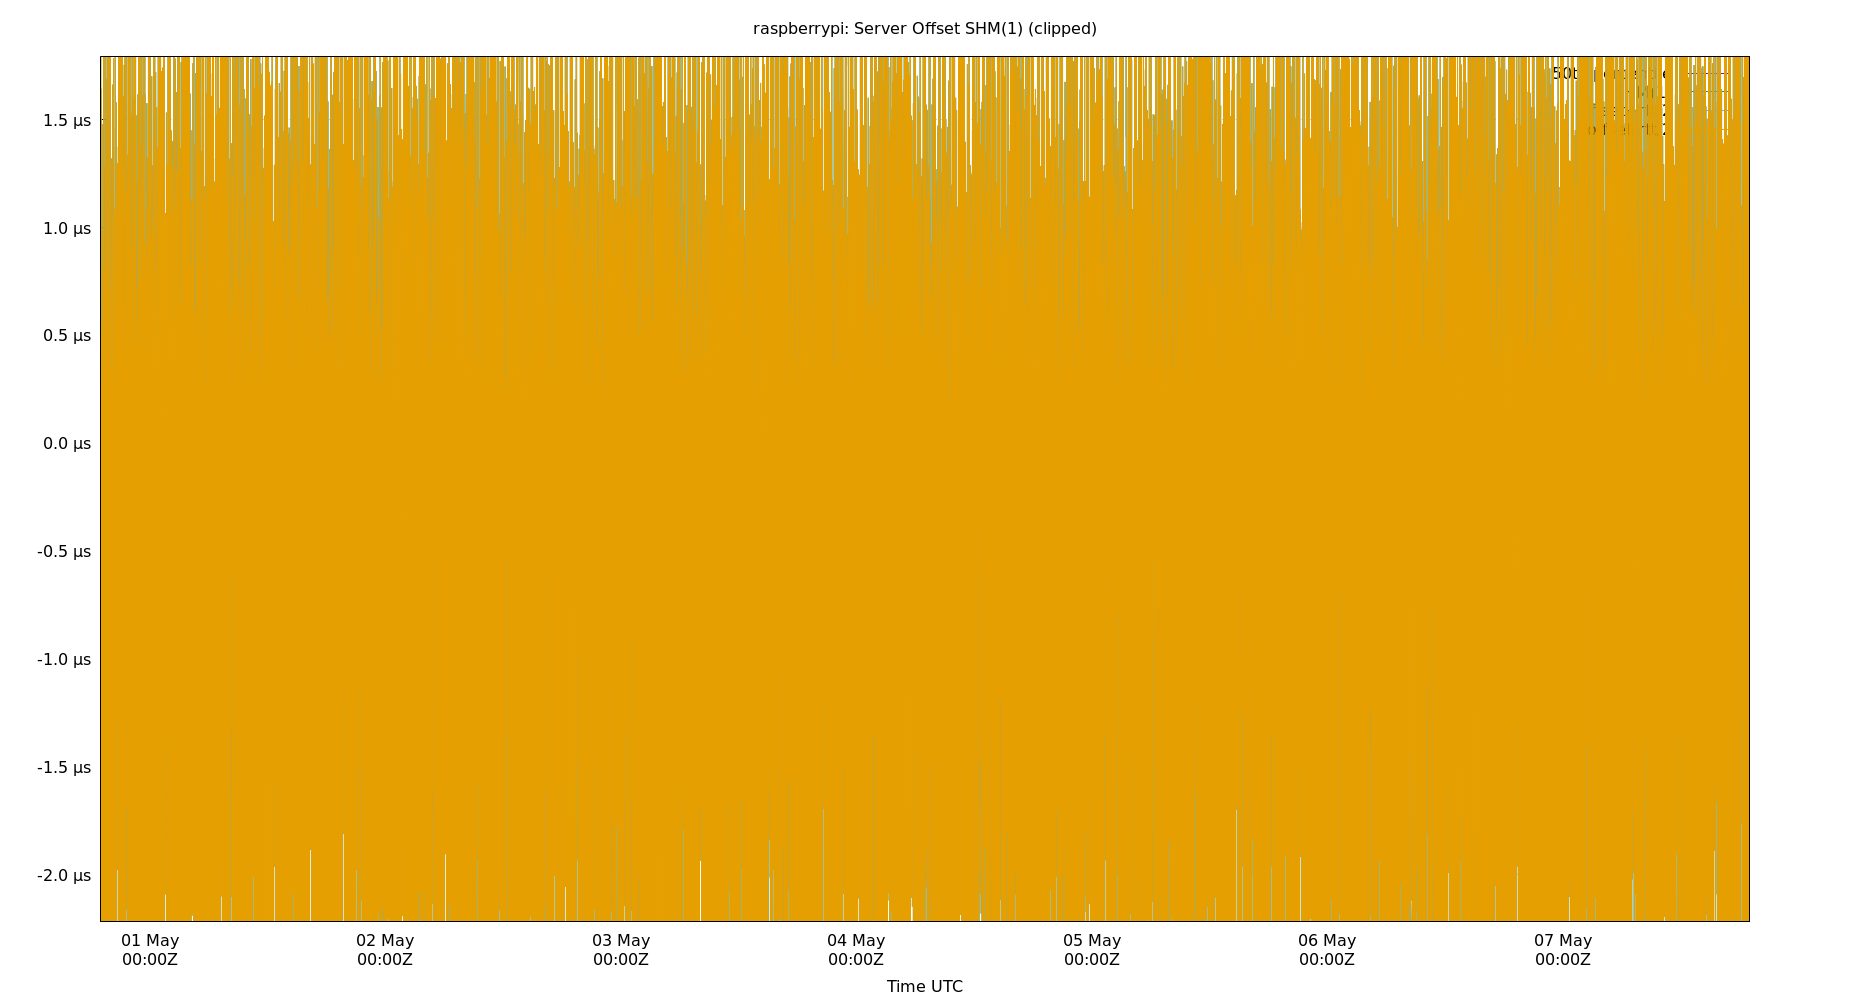 raspberrypi: Server Offset SHM(1) (clipped)
1.5 µs
1.0 µs
0.5 µs
0.0 µs
-0.5 µs
-1.0 µs
-1.5 µs
-2.0 µs
01 May
00:00Z
02 May
00:00Z
03 May
00:00Z
04 May
00:00Z
05 May
00:00Z
06 May
00:00Z
07 May
00:00Z
Time UTC